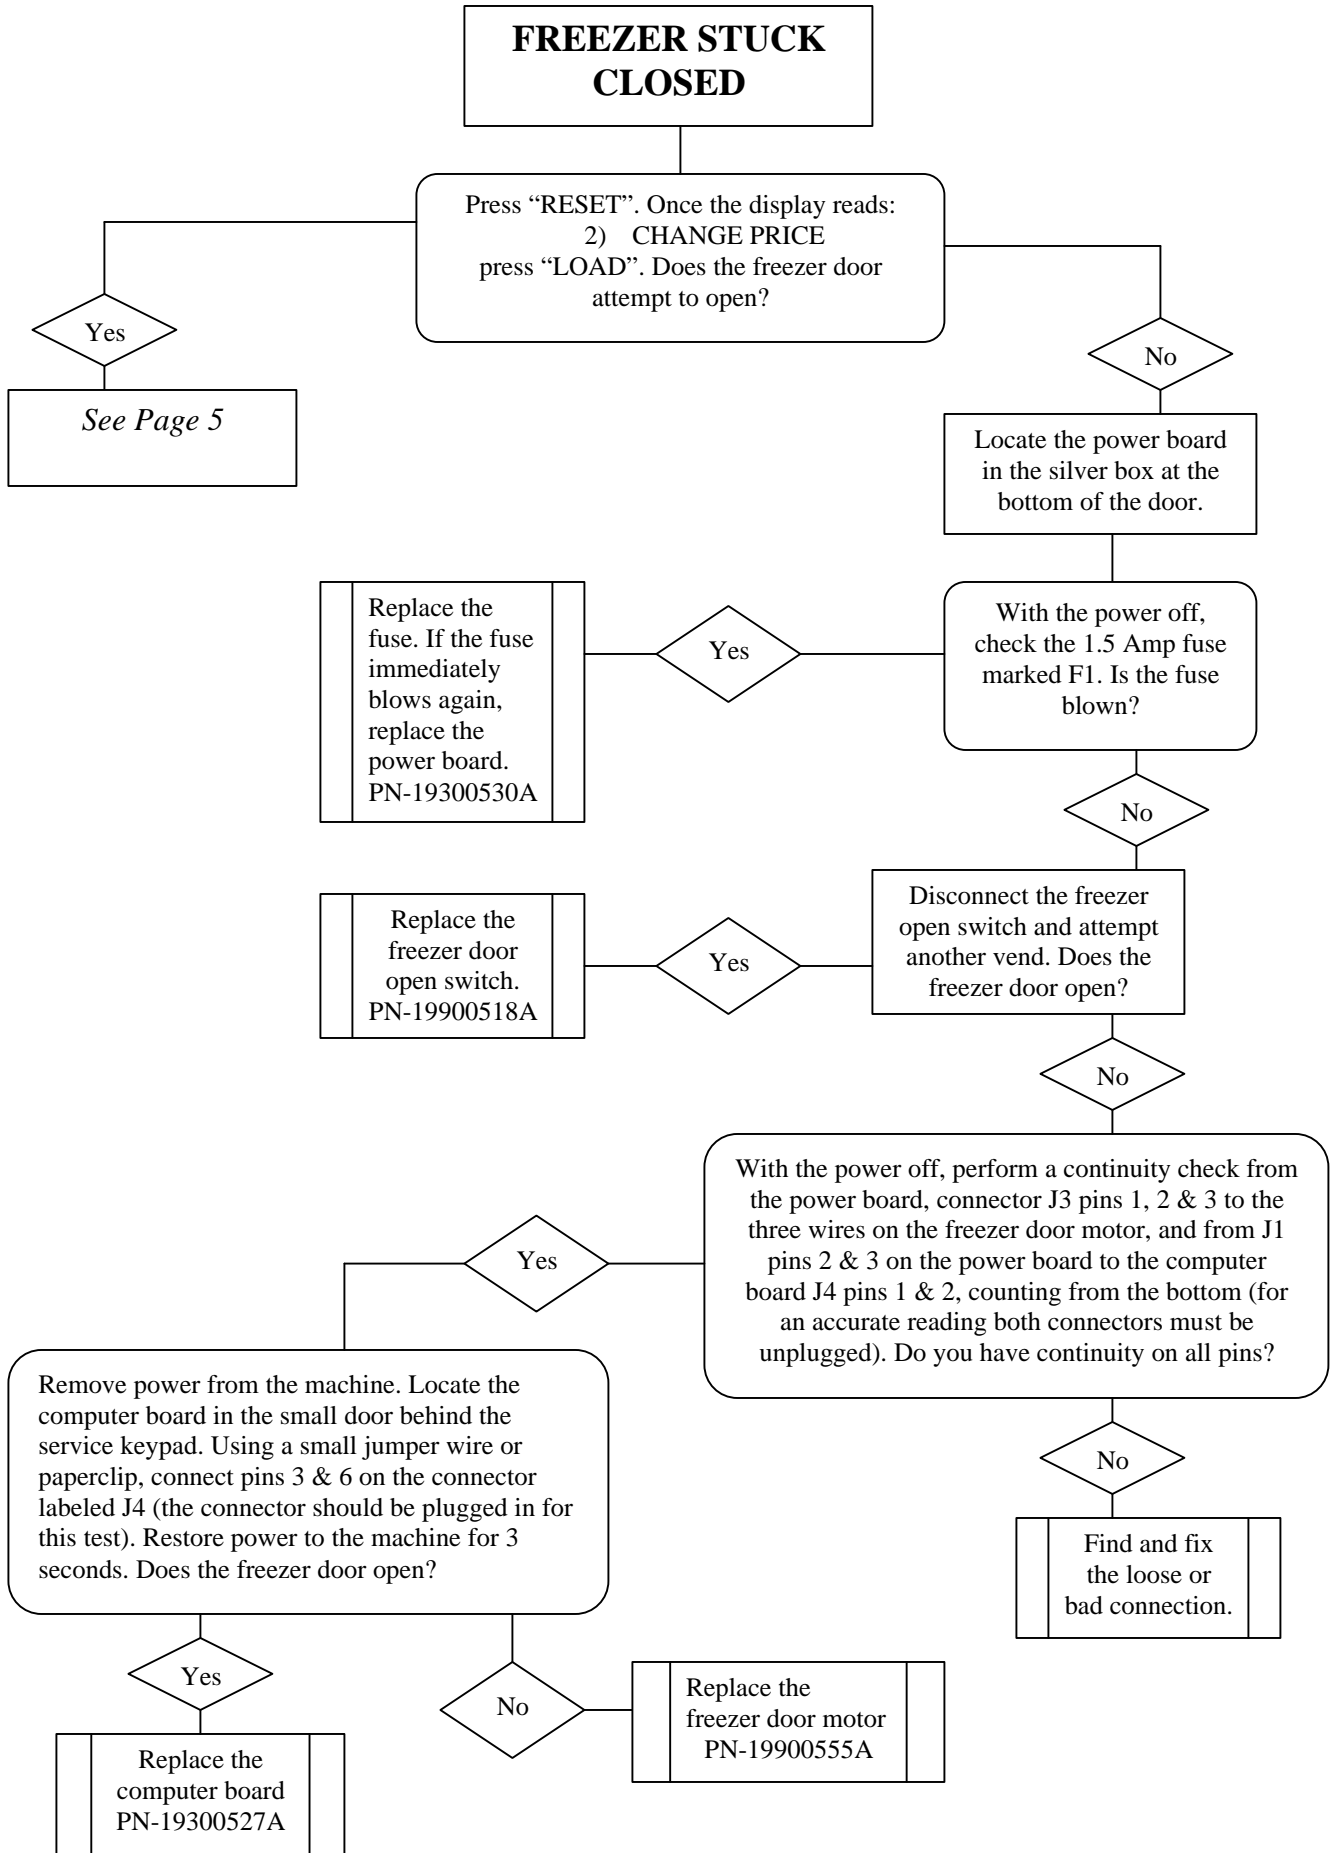 FREEZER STUCK
CLOSED
Press “RESET”. Once the display reads:
2) CHANGE PRICE
press “LOAD”. Does the freezer door
attempt to open?
Yes
No
See Page 5
Locate the power board
in the silver box at the
bottom of the door.
With the power off,
check the 1.5 Amp fuse
marked F1. Is the fuse
blown?
Yes
Replace the
fuse. If the fuse
immediately
blows again,
replace the
power board.
PN-19300530A
No
Disconnect the freezer
open switch and attempt
another vend. Does the
freezer door open?
Yes
Replace the
freezer door
open switch.
PN-19900518A
No
With the power off, perform a continuity check from
the power board, connector J3 pins 1, 2 & 3 to the
three wires on the freezer door motor, and from J1
pins 2 & 3 on the power board to the computer
board J4 pins 1 & 2, counting from the bottom (for
an accurate reading both connectors must be
unplugged). Do you have continuity on all pins?
Yes
No
Find and fix
the loose or
bad connection.
Remove power from the machine. Locate the
computer board in the small door behind the
service keypad. Using a small jumper wire or
paperclip, connect pins 3 & 6 on the connector
labeled J4 (the connector should be plugged in for
this test). Restore power to the machine for 3
seconds. Does the freezer door open?
Yes
No
Replace the
freezer door motor
PN-19900555A
Replace the
computer board
PN-19300527A